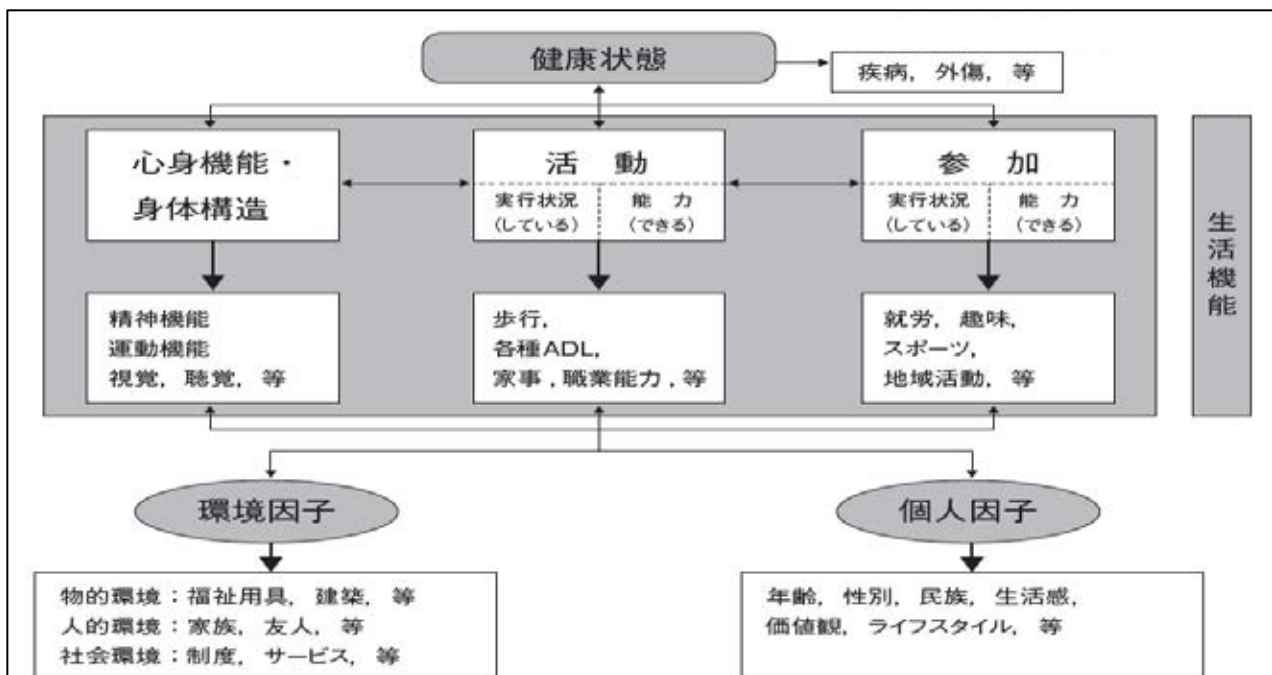 健康状態
疾病，外傷，等
心身機能・
身体構造
活　動
実行状況
(している)
能　力
(できる)
参　加
実行状況
(している)
能　力
(できる)
生活機能
精神機能
運動機能
視覚，聴覚，等
歩行，
各種ADL，
家事，職業能力，等
就労，趣味，
スポーツ，
地域活動，等
環境因子
個人因子
物的環境：福祉用具，建築，等
人的環境：家族，友人，等
社会環境：制度，サービス，等
年齢，性別，民族，生活感，
価値観，ライフスタイル，等